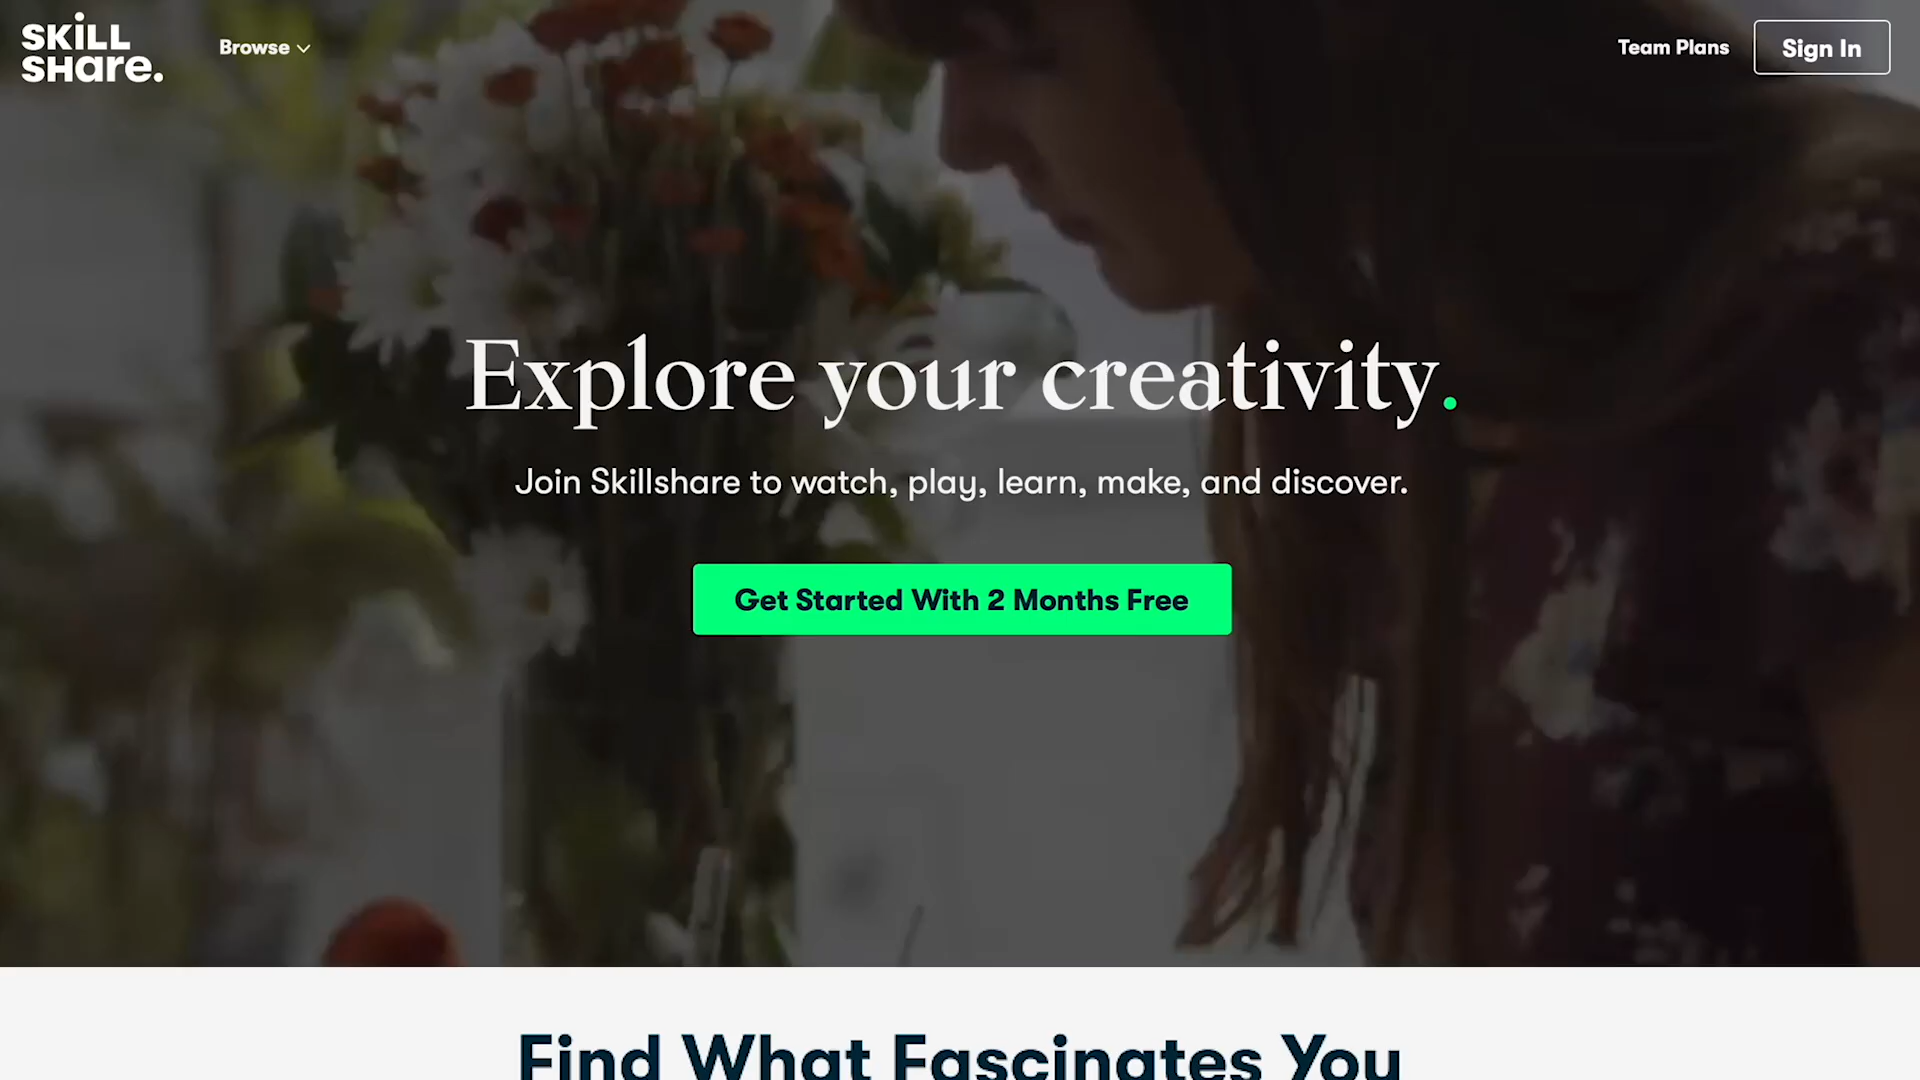 SKILL
SHare.
Browse
Team Plans
Sign In
Explore your creativity.
Join Skillshare to watch, play, learn, make, and discover.
Get Started With 2 Months Free
Find What Fascinates You